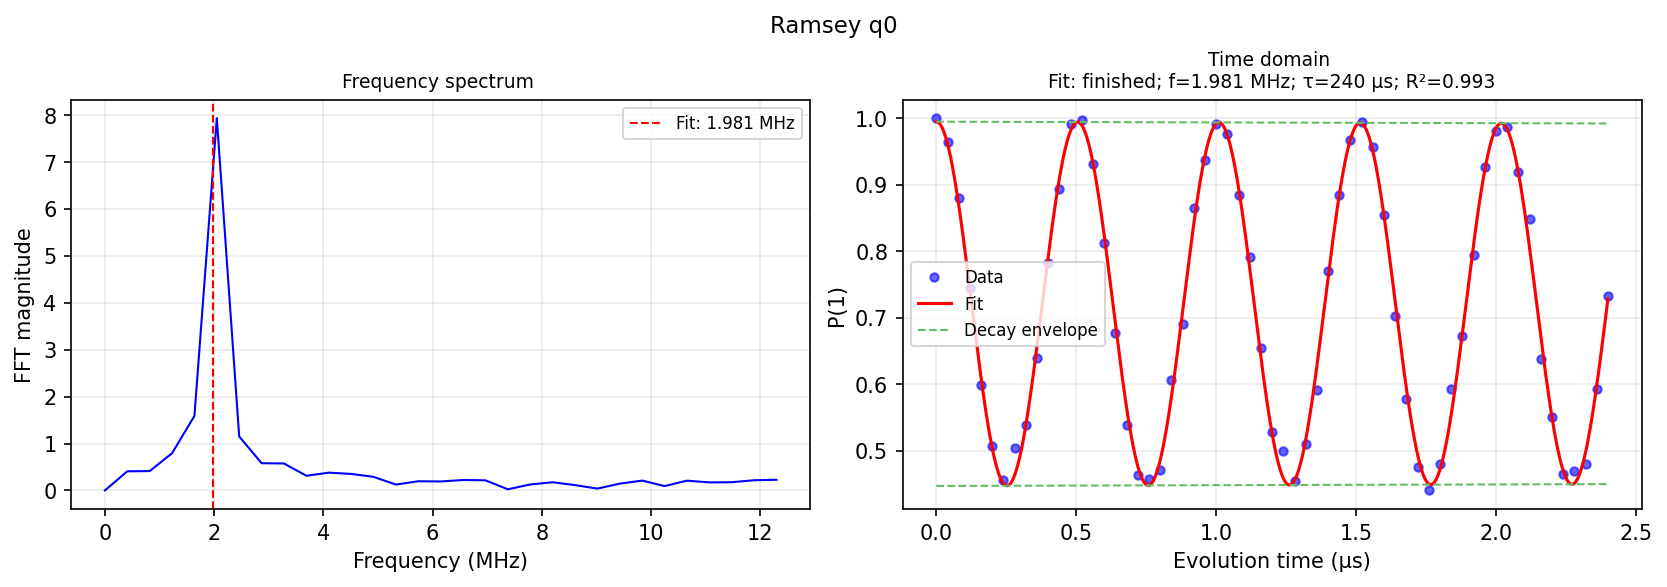 Ramsey q0
Frequency spectrum
8
7
6
5
4
3
2
1
0
FFT magnitude
Fit: 1.981 MHz
0
2
4
6
8
10
12
Frequency (MHz)
Time domain
Fit: finished; f=1.981 MHz; τ=240 µs; R²=0.993
1.0
0.9
0.8
0.7
0.6
0.5
P(1)
Data
Fit
Decay envelope
0.0
0.5
1.0
1.5
2.0
2.5
Evolution time (µs)